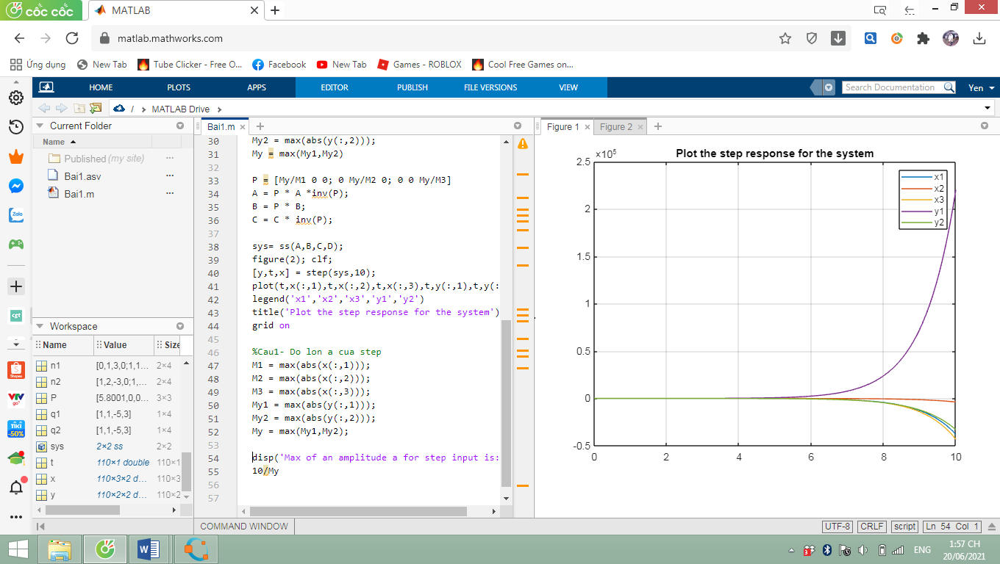 cốc cốc
MATLAB
matlab.mathworks.com
Ứng dụng
New Tab
Tube Clicker - Free O...
Facebook
New Tab
Games - ROBLOX
Cool Free Games on...
HOME
PLOTS
APPS
EDITOR
PUBLISH
FILE VERSIONS
VIEW
Search Documentation
Yen
/ › MATLAB Drive ›
Current Folder
Name
Published (my site)
Bai1.asv
Bai1.m
Workspace
Name Value Size
n1 [0,1,3,0;1,1... 2×4
n2 [1,2,-3,0;1,... 2×4
P [5.8001,0,0... 3×3
q1 [1,1,-5,3] 1×4
q2 [1,1,-5,3] 1×4
sys 2×2 ss 2×2
t 110×1 double 110×1
x 110×3×2 d... 110×3
y 110×2×2 d... 110×2
Zalo
cgt
Shopee
VTV
go
TIKI
-50%
Bai1.m
30 My2 = max(abs(y(:,2)));
31 My = max(My1,My2)
32
33 P = [My/M1 0 0; 0 My/M2 0; 0 0 My/M3]
34 A = P * A *inv(P);
35 B = P * B;
36 C = C * inv(P);
37
38 sys= ss(A,B,C,D);
39 figure(2); clf;
40 [y,t,x] = step(sys,10);
41 plot(t,x(:,1),t,x(:,2),t,x(:,3),t,y(:,1),t,y(:
42 legend('x1','x2','x3','y1','y2')
43 title('Plot the step response for the system')
44 grid on
45
46 %Cau1- Do lon a cua step
47 M1 = max(abs(x(:,1)));
48 M2 = max(abs(x(:,2)));
49 M3 = max(abs(x(:,3)));
50 My1 = max(abs(y(:,1)));
51 My2 = max(abs(y(:,2)));
52 My = max(My1,My2);
53
54 disp('Max of an amplitude a for step input is:
55 10/My
56
57
Figure 1
Figure 2
×10⁵
Plot the step response for the system
2.5
2
1.5
1
0.5
0
-0.5
0 2 4 6 8 10
x1
x2
x3
y1
y2
COMMAND WINDOW
UTF-8
CRLF
script
Ln 54 Col 1
ENG
1:57 CH
20/06/2021